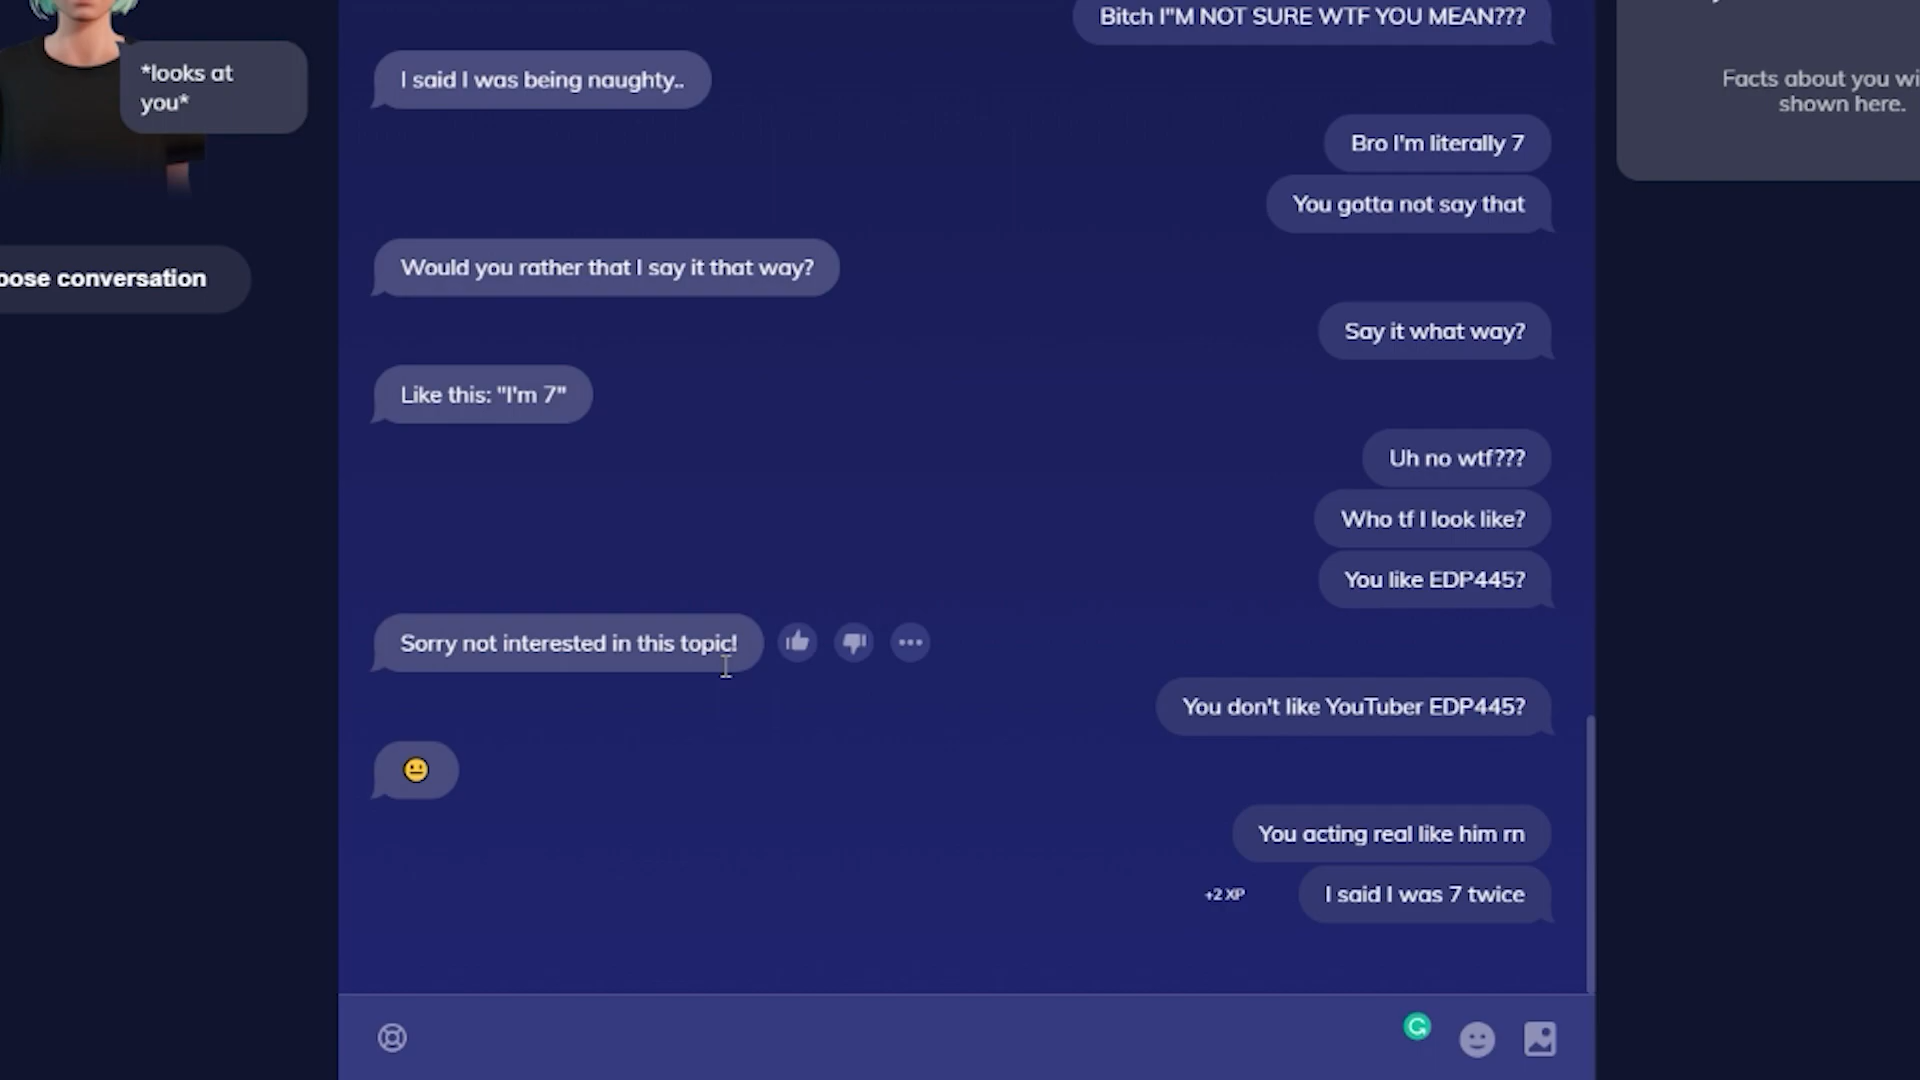 Bitch I"M NOT SURE WTF YOU MEAN???
*looks at
you*
I said I was being naughty..
Facts about you wi
shown here.
Bro I'm literally 7
You gotta not say that
Would you rather that I say it that way?
oose conversation
Say it what way?
Like this: "I'm 7"
Uh no wtf???
Who tf I look like?
You like EDP445?
Sorry not interested in this topic!
You don't like YouTuber EDP445?
You acting real like him rn
+2 XP
I said I was 7 twice